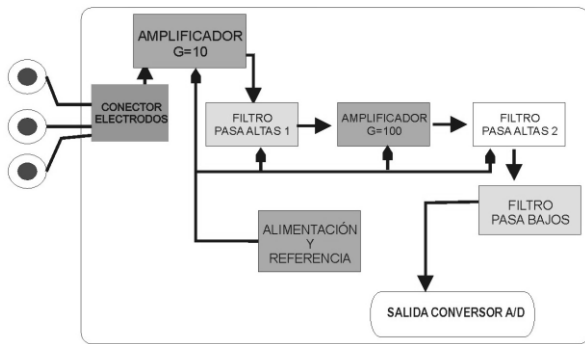 AMPLIFICADOR
G=10
CONECTOR
ELECTRODOS
FILTRO
PASA ALTAS 1
AMPLIFICADOR
G=100
FILTRO
PASA ALTAS 2
FILTRO
PASA BAJOS
ALIMENTACIÓN
Y
REFERENCIA
SALIDA CONVERSOR A/D